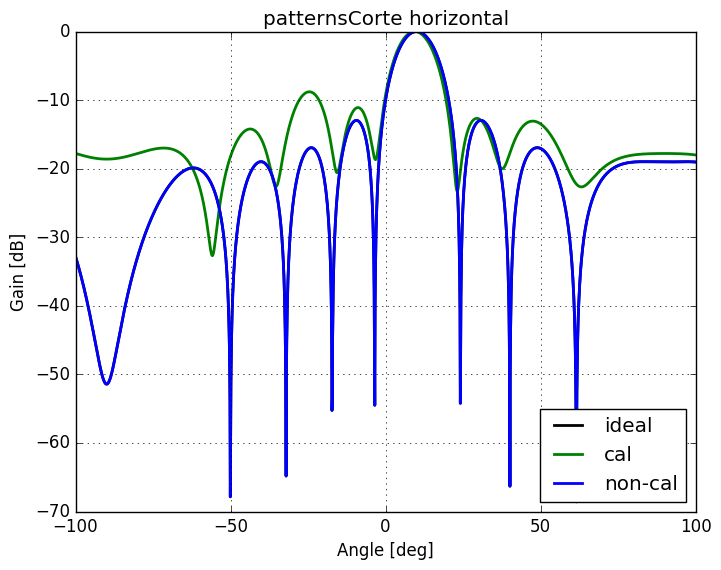 patternsCorte horizontal
0
−10
−20
−30
−40
−50
−60
−70
Gain [dB]
ideal
cal
non-cal
−100
−50
0
50
100
Angle [deg]